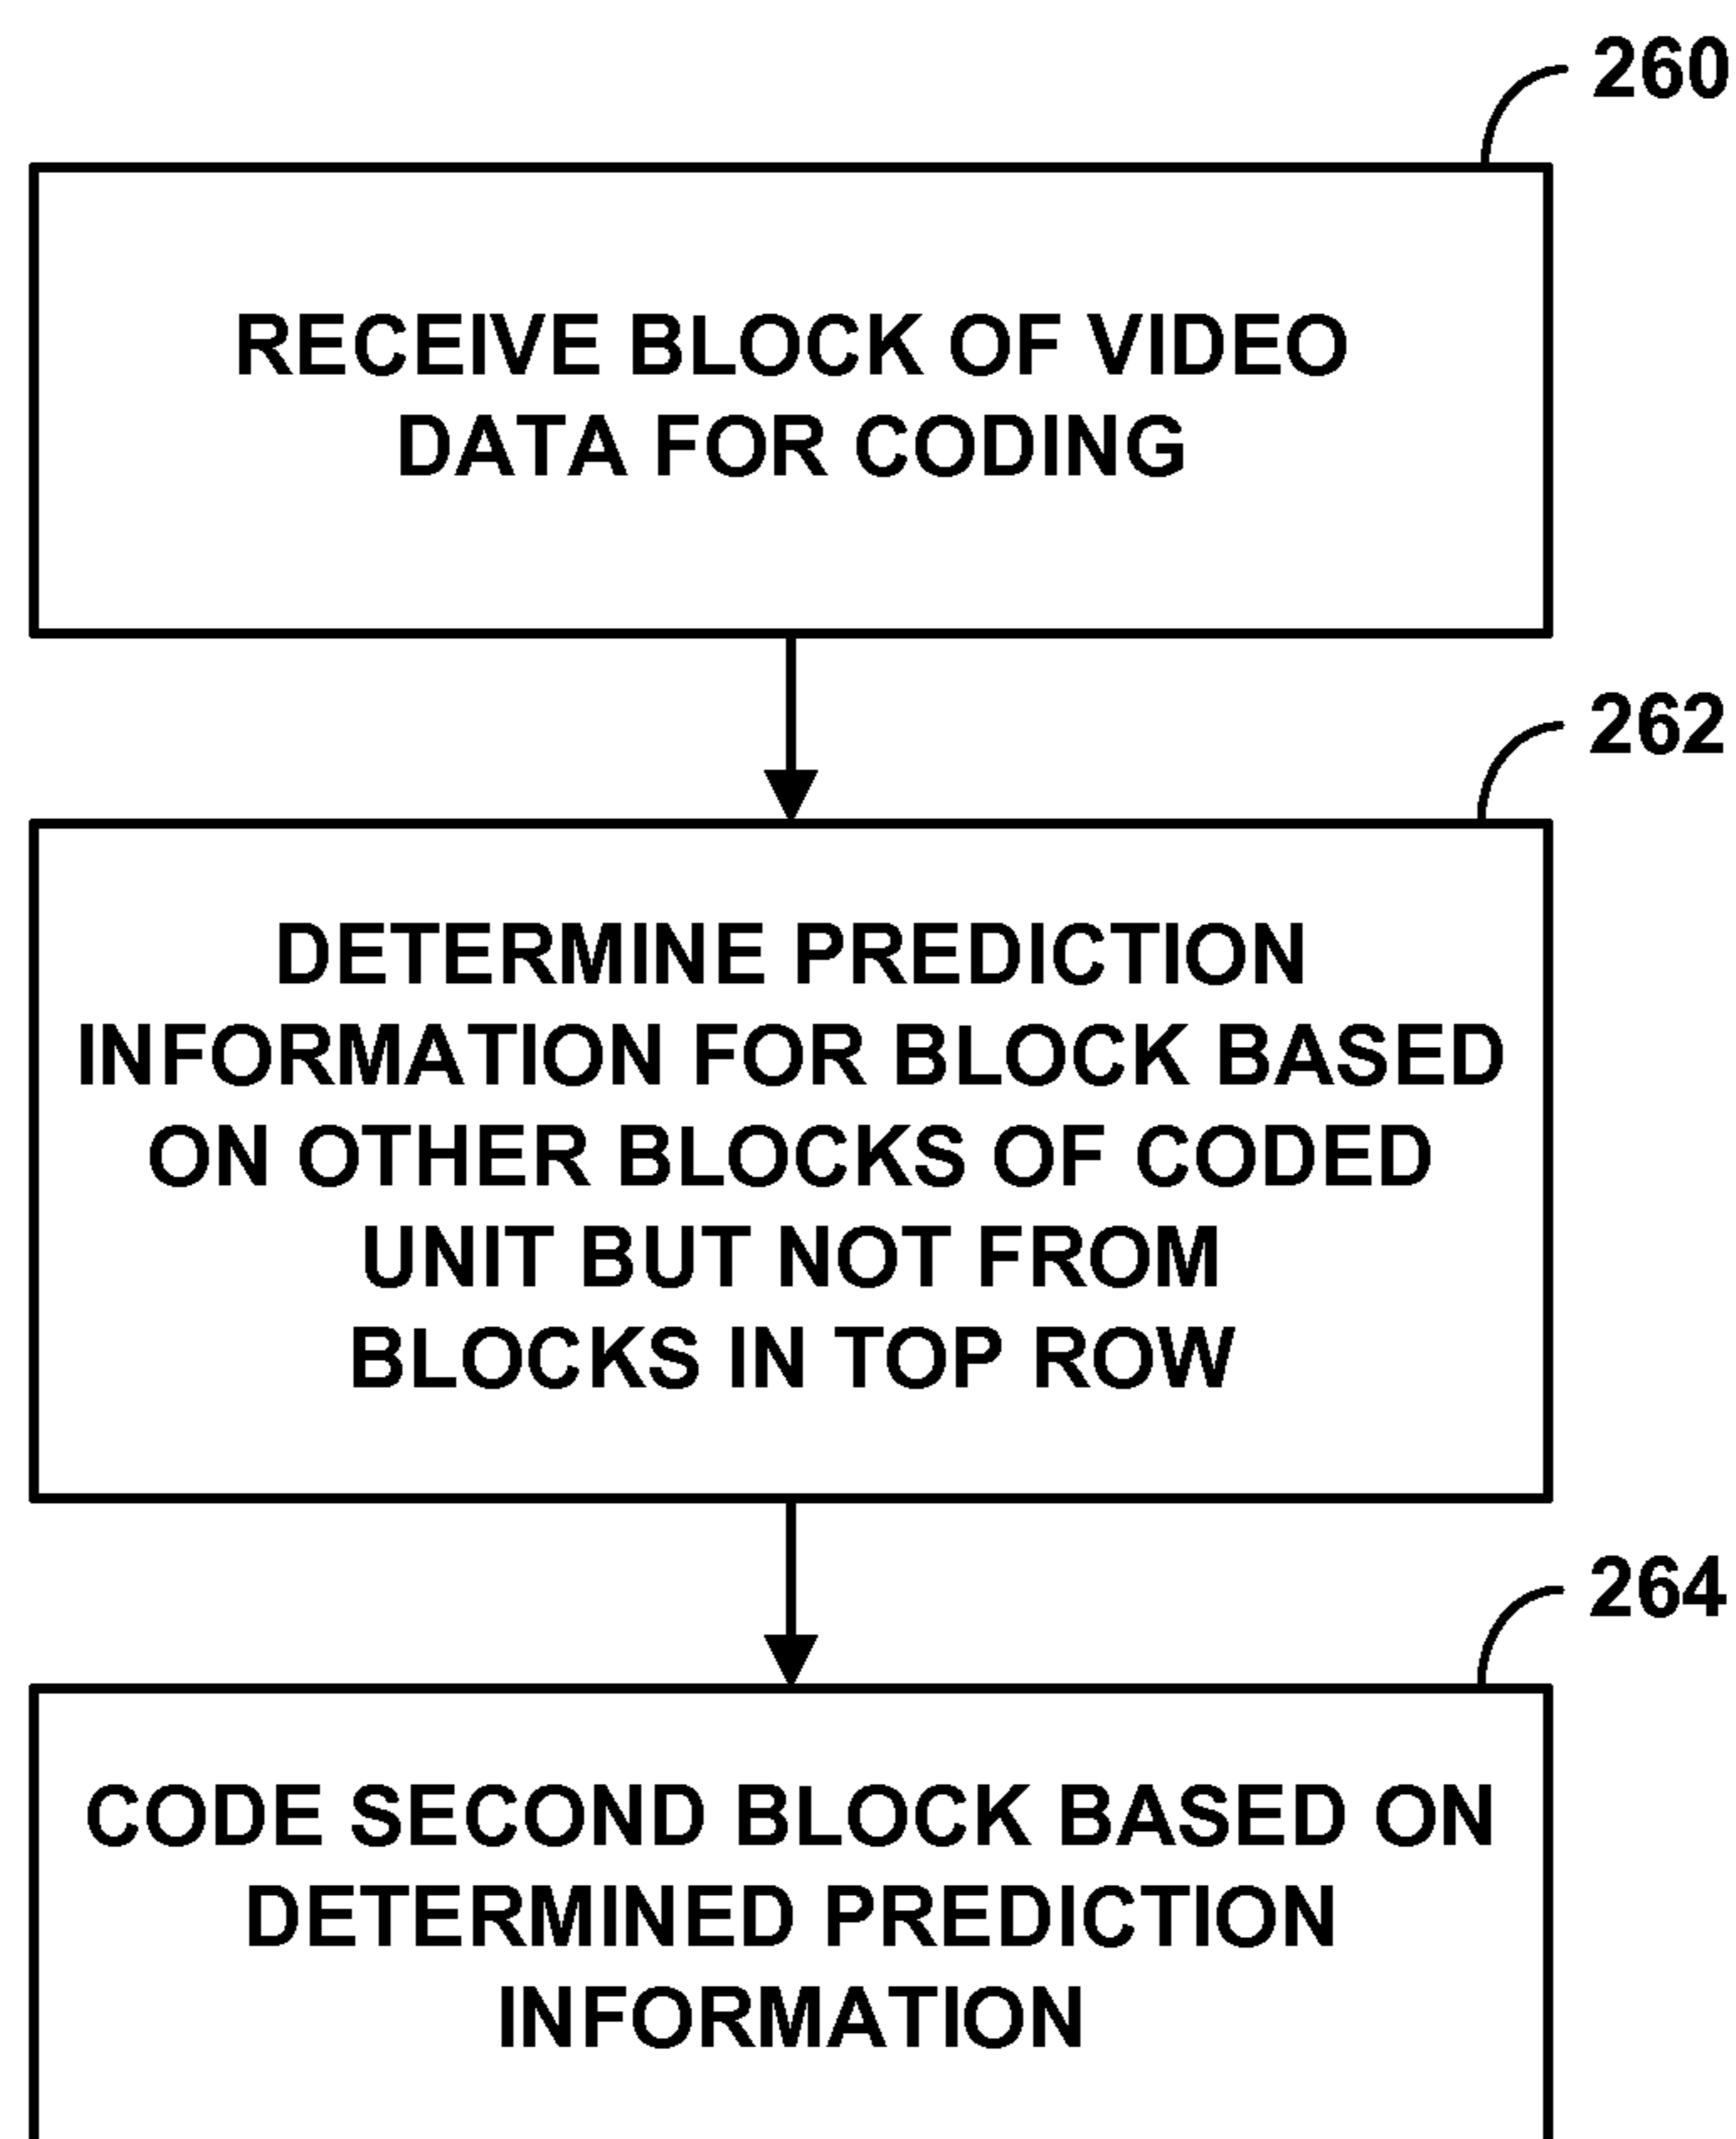 260
RECEIVE BLOCK OF VIDEO
DATA FOR CODING
262
DETERMINE PREDICTION
INFORMATION FOR BLOCK BASED
ON OTHER BLOCKS OF CODED
UNIT BUT NOT FROM
BLOCKS IN TOP ROW
264
CODE SECOND BLOCK BASED ON
DETERMINED PREDICTION
INFORMATION